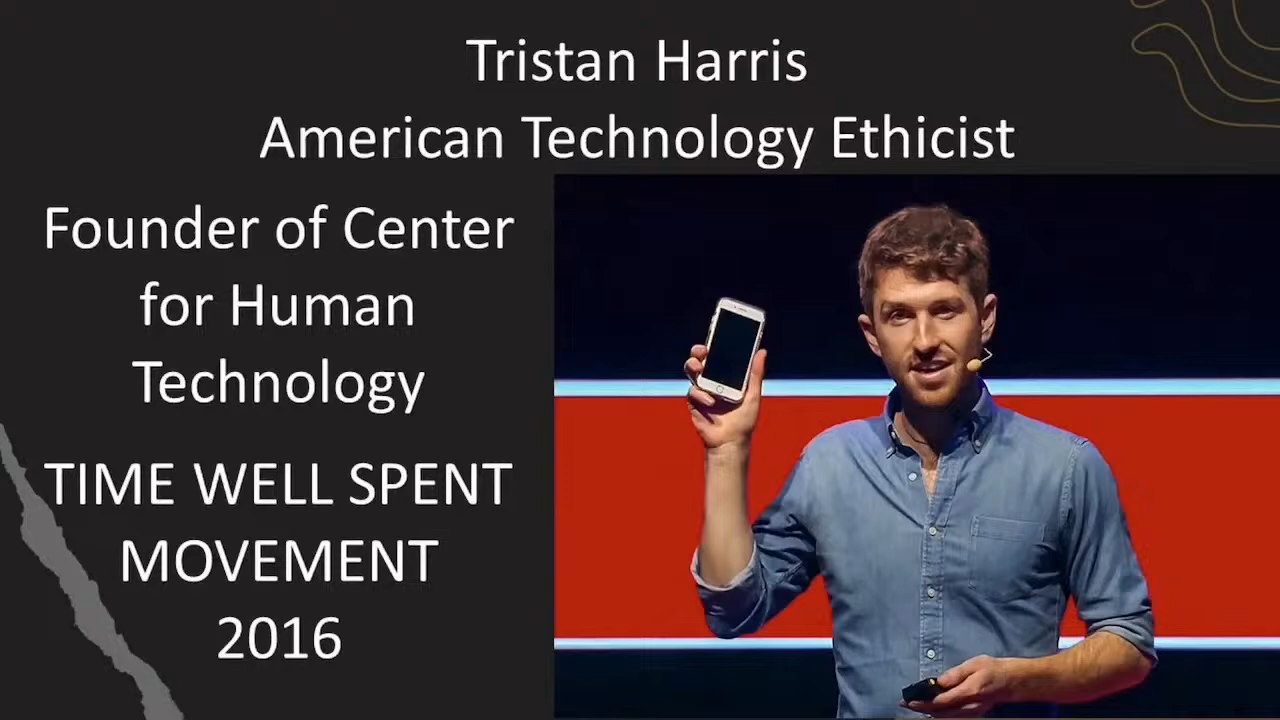 Tristan Harris
American Technology Ethicist
Founder of Center
for Human
Technology
TIME WELL SPENT
MOVEMENT
2016